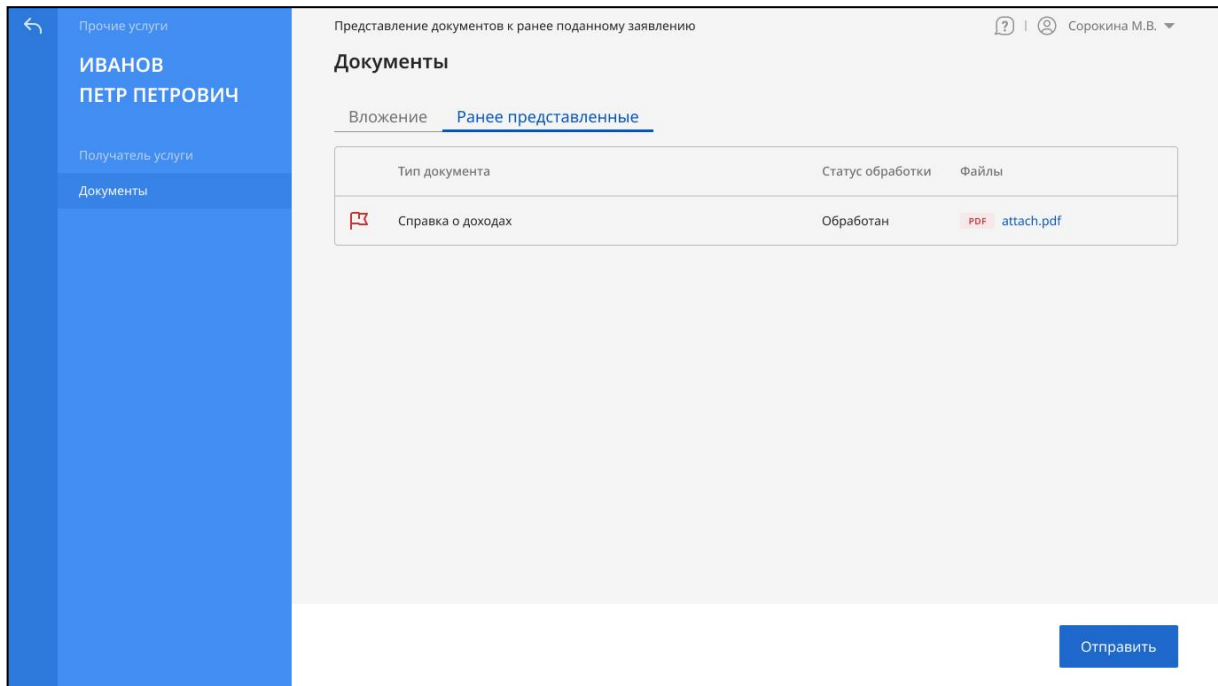 Прочие услуги
ИВАНОВ
ПЕТР ПЕТРОВИЧ
Получатель услуги
Документы
Представление документов к ранее поданному заявлению
? | Сорокина М.В.
Документы
Вложение Ранее представленные
Тип документа Статус обработки Файлы
Справка о доходах Обработан PDF attach.pdf
Отправить